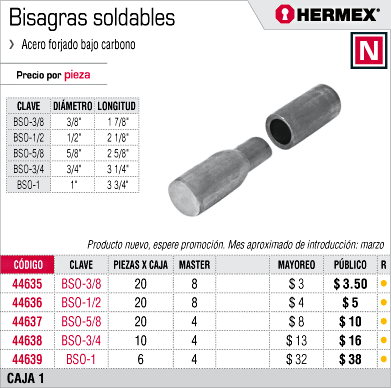 Bisagras soldables
HERMEX®
› Acero forjado bajo carbono
N
Precio por pieza
CLAVE DIÁMETRO LONGITUD
BSO-3/8 3/8" 1 7/8"
BSO-1/2 1/2" 2 1/8"
BSO-5/8 5/8" 2 5/8"
BSO-3/4 3/4" 3 1/4"
BSO-1 1" 3 3/4"
Producto nuevo, espere promoción. Mes aproximado de introducción: marzo
CÓDIGO CLAVE PIEZAS X CAJA MASTER MAYOREO PÚBLICO R
44635 BSO-3/8 20 8 $ 3 $ 3.50
44636 BSO-1/2 20 8 $ 4 $ 5
44637 BSO-5/8 20 4 $ 8 $ 10
44638 BSO-3/4 10 4 $ 13 $ 16
44639 BSO-1 6 4 $ 32 $ 38
CAJA 1